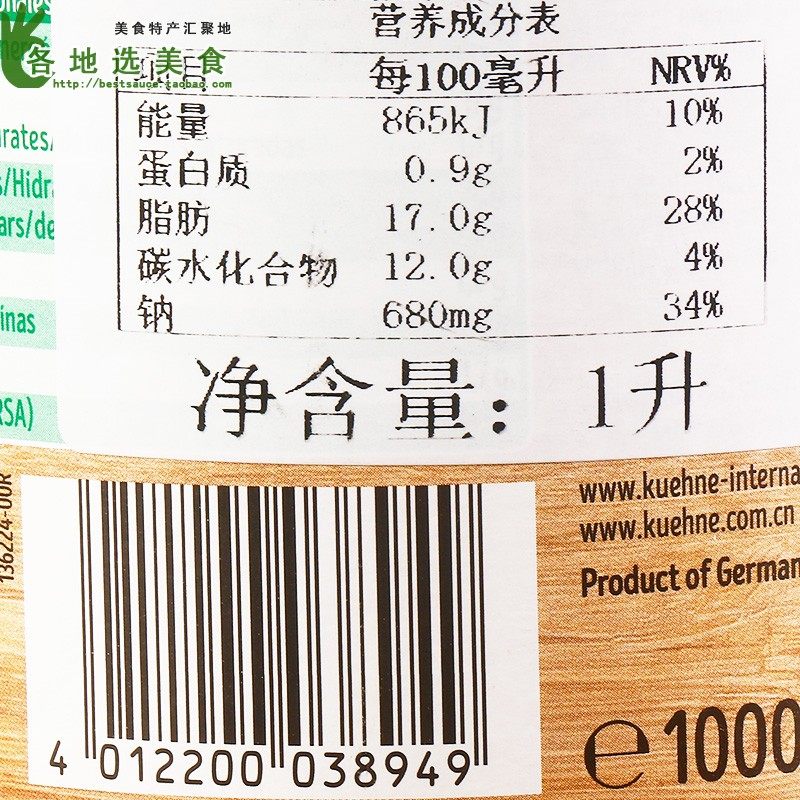 美食特产汇聚地
各地选美食
http://bestsauce.taobao.com
营养成分表
每100毫升 NRV%
能量 865kJ 10%
蛋白质 0.9g 2%
脂肪 17.0g 28%
碳水化合物 12.0g 4%
钠 680mg 34%
净含量: 1升
/Hidr
ars/de
inas
RSA)
136224-00R
www.kuehne-interna
www.kuehne.com.cn
Product of German
4 012200 038949
e 1000